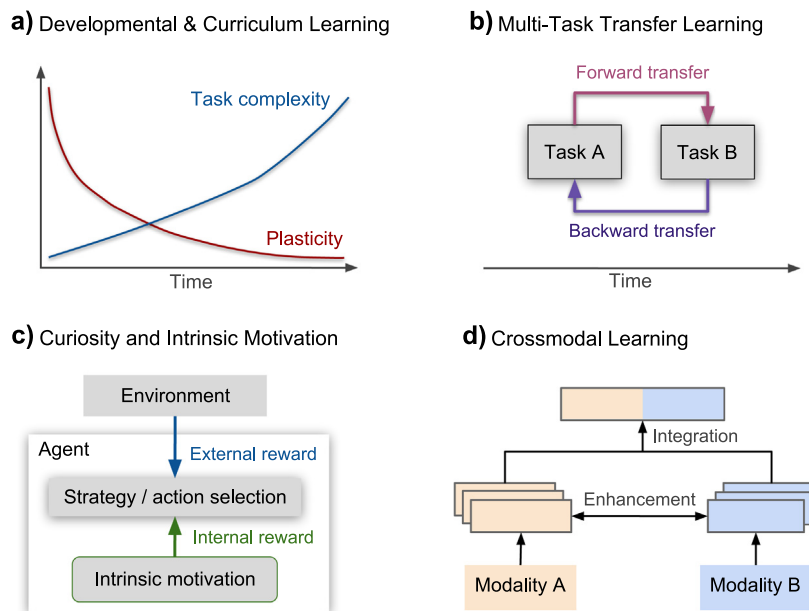 a) Developmental & Curriculum Learning
Task complexity
Plasticity
Time
b) Multi-Task Transfer Learning
Forward transfer
Task A
Task B
Backward transfer
Time
c) Curiosity and Intrinsic Motivation
Environment
Agent
External reward
Strategy / action selection
Internal reward
Intrinsic motivation
d) Crossmodal Learning
Integration
Enhancement
Modality A
Modality B